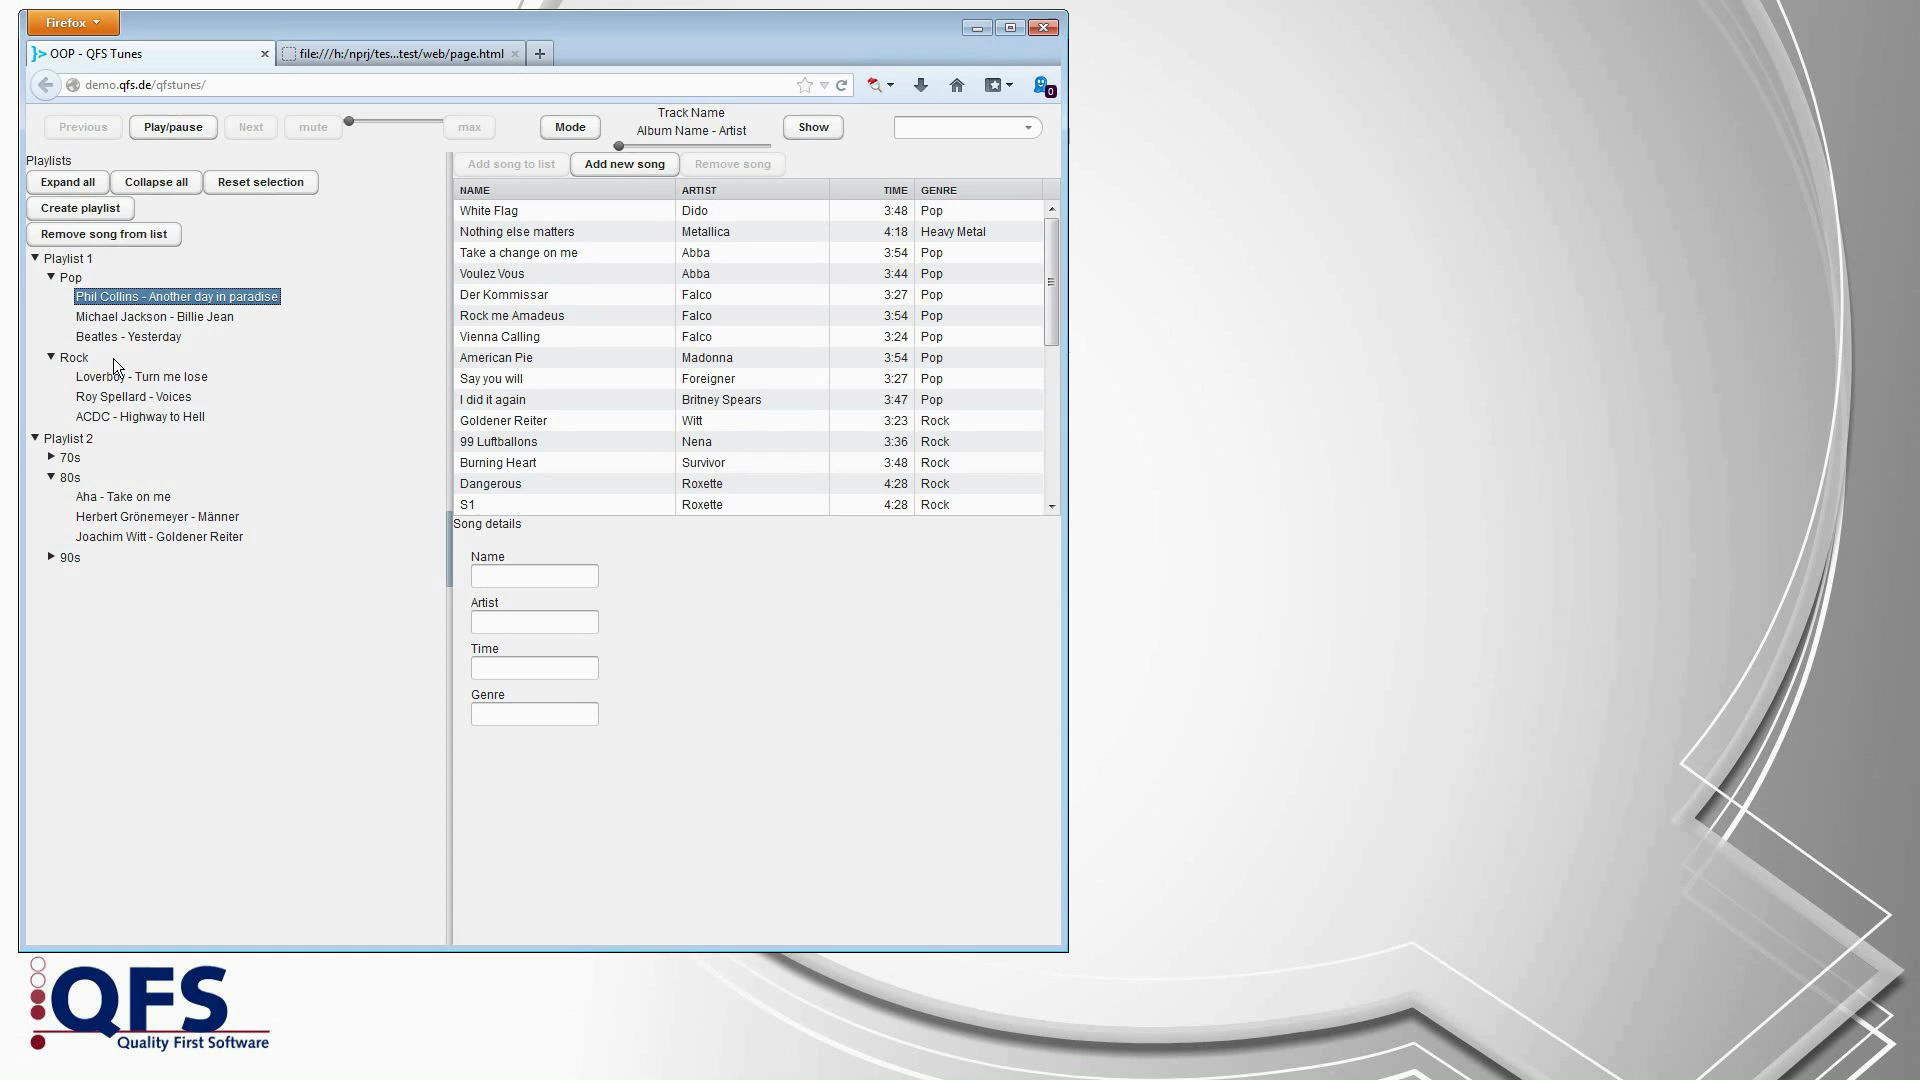 Firefox
OOP - QFS Tunes
file:///h:/nprj/tes...test/web/page.html
demo.qfs.de/qfstunes/
0
Previous
Play/pause
Next
mute
max
Mode
Track Name
Album Name - Artist
Show
Playlists
Expand all
Collapse all
Reset selection
Create playlist
Remove song from list
Playlist 1
Pop
Phil Collins - Another day in paradise
Michael Jackson - Billie Jean
Beatles - Yesterday
Rock
Loverboy - Turn me lose
Roy Spellard - Voices
ACDC - Highway to Hell
Playlist 2
70s
80s
Aha - Take on me
Herbert Grönemeyer - Männer
Joachim Witt - Goldener Reiter
90s
Add song to list
Add new song
Remove song
NAME ARTIST TIME GENRE
White Flag Dido 3:48 Pop
Nothing else matters Metallica 4:18 Heavy Metal
Take a change on me Abba 3:54 Pop
Voulez Vous Abba 3:44 Pop
Der Kommissar Falco 3:27 Pop
Rock me Amadeus Falco 3:54 Pop
Vienna Calling Falco 3:24 Pop
American Pie Madonna 3:54 Pop
Say you will Foreigner 3:27 Pop
I did it again Britney Spears 3:47 Pop
Goldener Reiter Witt 3:23 Rock
99 Luftballons Nena 3:36 Rock
Burning Heart Survivor 3:48 Rock
Dangerous Roxette 4:28 Rock
S1 Roxette 4:28 Rock
Song details
Name
Artist
Time
Genre
QFS
Quality First Software